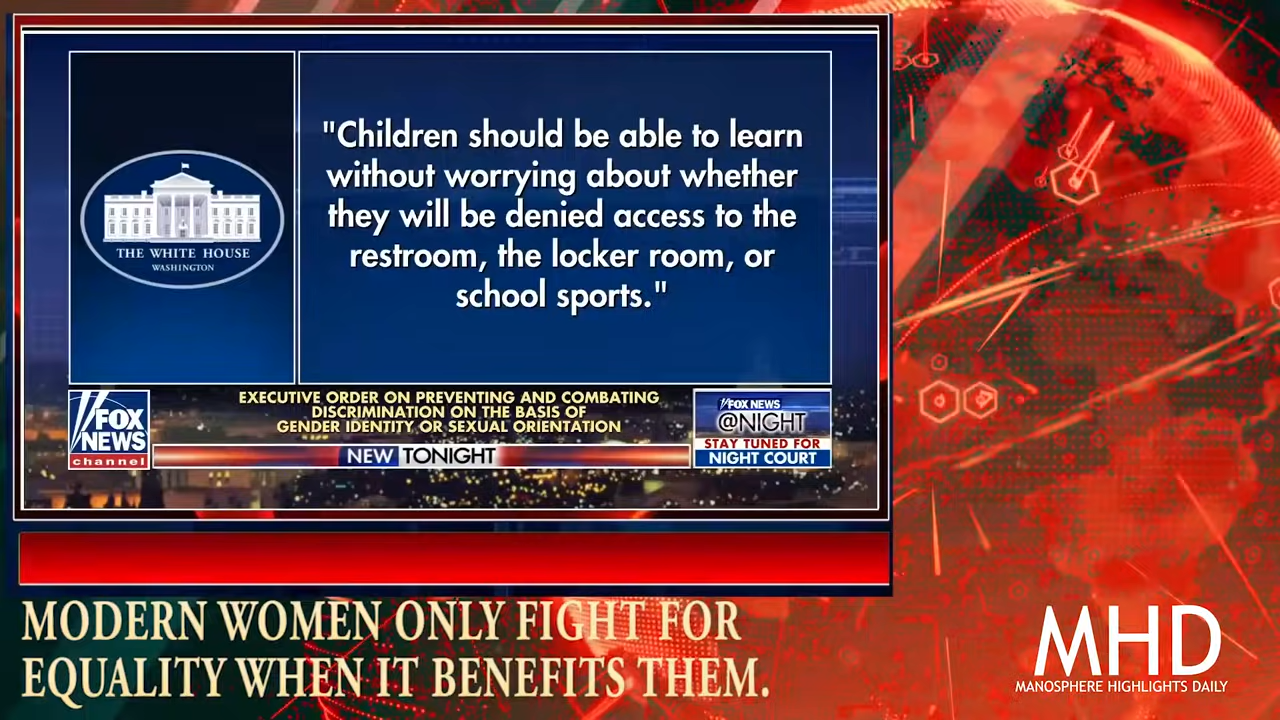 "Children should be able to learn
without worrying about whether
they will be denied access to the
restroom, the locker room, or
school sports."
THE WHITE HOUSE
WASHINGTON
FOX
NEWS
channel
EXECUTIVE ORDER ON PREVENTING AND COMBATING
DISCRIMINATION ON THE BASIS OF
GENDER IDENTITY OR SEXUAL ORIENTATION
NEW TONIGHT
FOX NEWS
@NIGHT
STAY TUNED FOR
NIGHT COURT
MODERN WOMEN ONLY FIGHT FOR
EQUALITY WHEN IT BENEFITS THEM.
MHD
MANOSPHERE HIGHLIGHTS DAILY